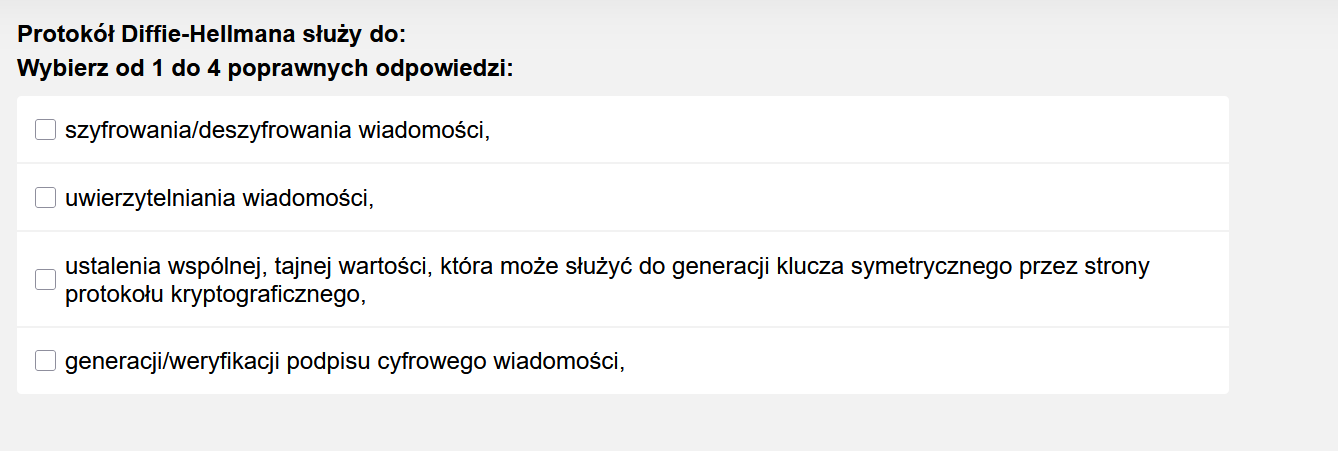 Protokół Diffie-Hellmana służy do:
Wybierz od 1 do 4 poprawnych odpowiedzi:
szyfrowania/deszyfrowania wiadomości,
uwierzytelniania wiadomości,
ustalenia wspólnej, tajnej wartości, która może służyć do generacji klucza symetrycznego przez strony
protokołu kryptograficznego,
generacji/weryfikacji podpisu cyfrowego wiadomości,